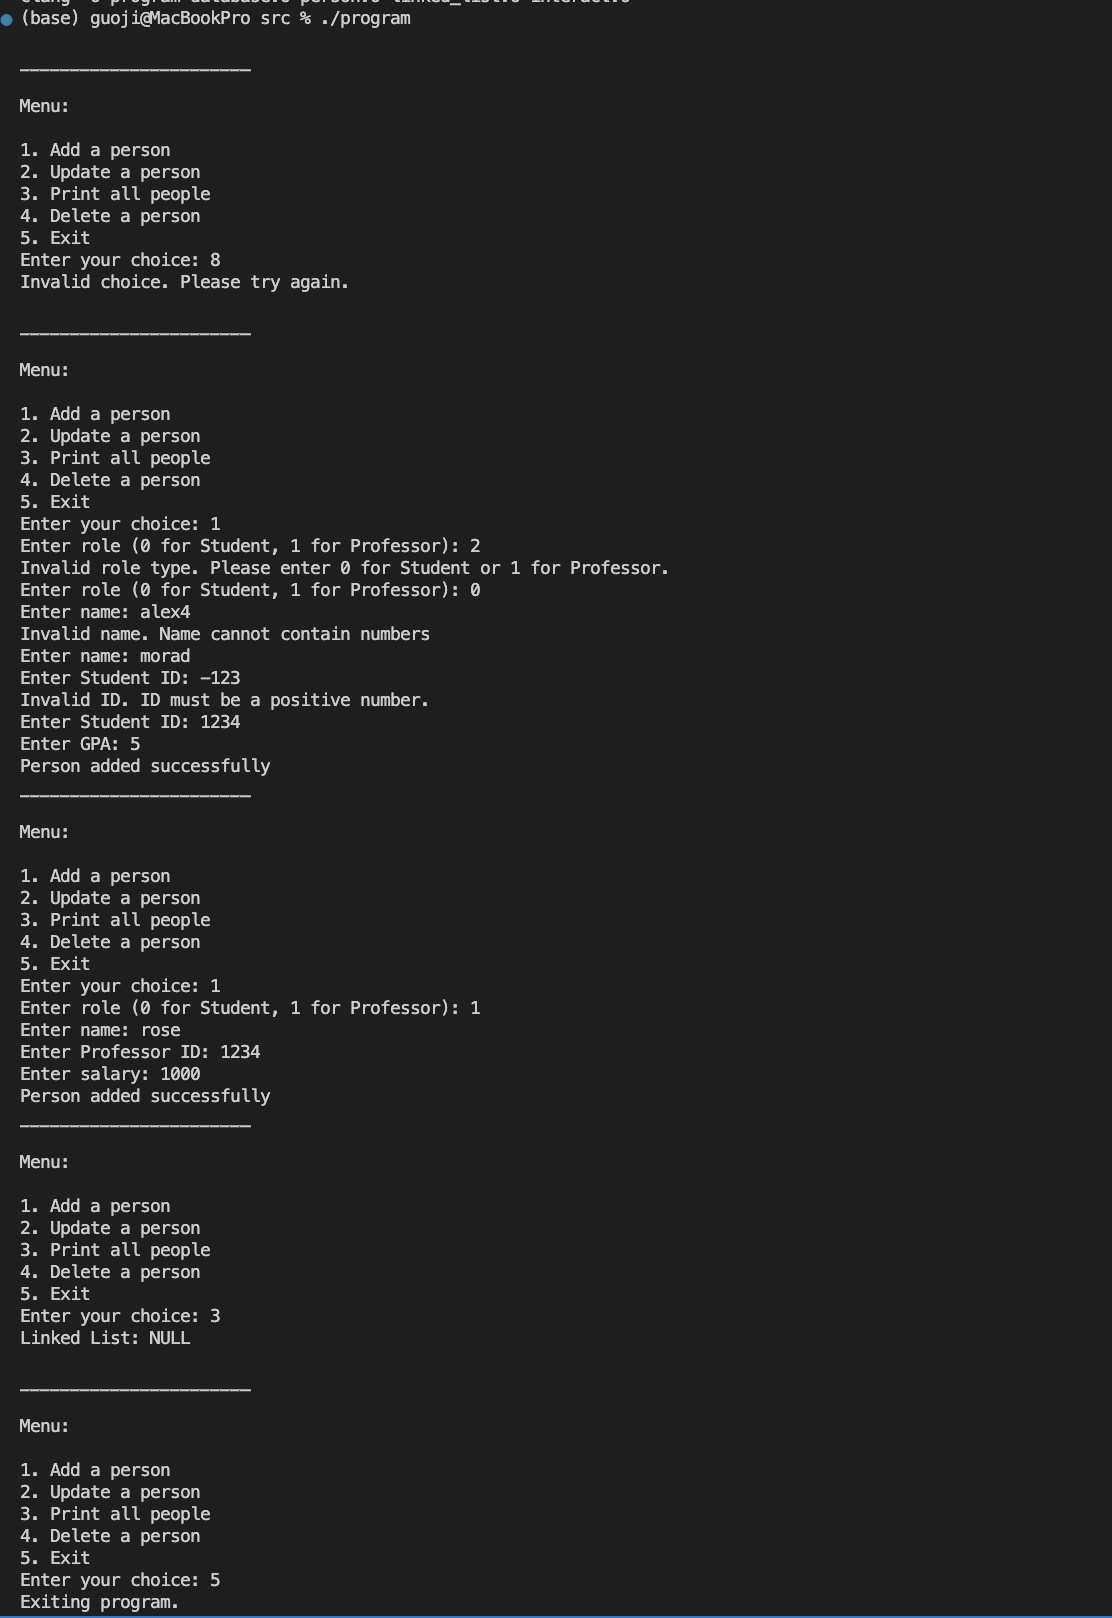 (base) guoji@MacBookPro src % ./program
_______________________
Menu:
1. Add a person
2. Update a person
3. Print all people
4. Delete a person
5. Exit
Enter your choice: 8
Invalid choice. Please try again.
_______________________
Menu:
1. Add a person
2. Update a person
3. Print all people
4. Delete a person
5. Exit
Enter your choice: 1
Enter role (0 for Student, 1 for Professor): 2
Invalid role type. Please enter 0 for Student or 1 for Professor.
Enter role (0 for Student, 1 for Professor): 0
Enter name: alex4
Invalid name. Name cannot contain numbers
Enter name: morad
Enter Student ID: -123
Invalid ID. ID must be a positive number.
Enter Student ID: 1234
Enter GPA: 5
Person added successfully
_______________________
Menu:
1. Add a person
2. Update a person
3. Print all people
4. Delete a person
5. Exit
Enter your choice: 1
Enter role (0 for Student, 1 for Professor): 1
Enter name: rose
Enter Professor ID: 1234
Enter salary: 1000
Person added successfully
_______________________
Menu:
1. Add a person
2. Update a person
3. Print all people
4. Delete a person
5. Exit
Enter your choice: 3
Linked List: NULL
_______________________
Menu:
1. Add a person
2. Update a person
3. Print all people
4. Delete a person
5. Exit
Enter your choice: 5
Exiting program.